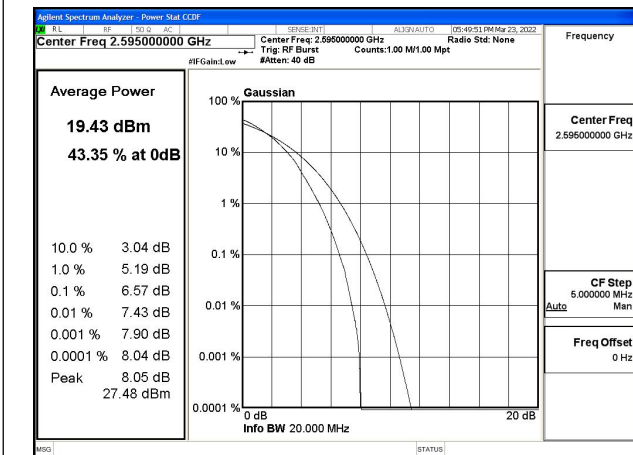 Agilent Spectrum Analyzer - Power Stat CCDF
RL RF 50 Ω AC SENSE:INT ALIGN AUTO 05:49:51 PM Mar 23, 2022
Center Freq 2.595000000 GHz
Center Freq: 2.595000000 GHz Radio Std: None
Trig: RF Burst Counts:1.00 M/1.00 Mpt
#IFGain:Low #Atten: 40 dB
Frequency
Average Power
19.43 dBm
43.35 % at 0dB
10.0 % 3.04 dB
1.0 % 5.19 dB
0.1 % 6.57 dB
0.01 % 7.43 dB
0.001 % 7.90 dB
0.0001 % 8.04 dB
Peak 8.05 dB
27.48 dBm
Gaussian
100 %
10 %
1 %
0.1 %
0.01 %
0.001 %
0.0001 %
0 dB 20 dB
Info BW 20.000 MHz
Center Freq
2.595000000 GHz
CF Step
5.000000 MHz
Auto Man
Freq Offset
0 Hz
MSG STATUS